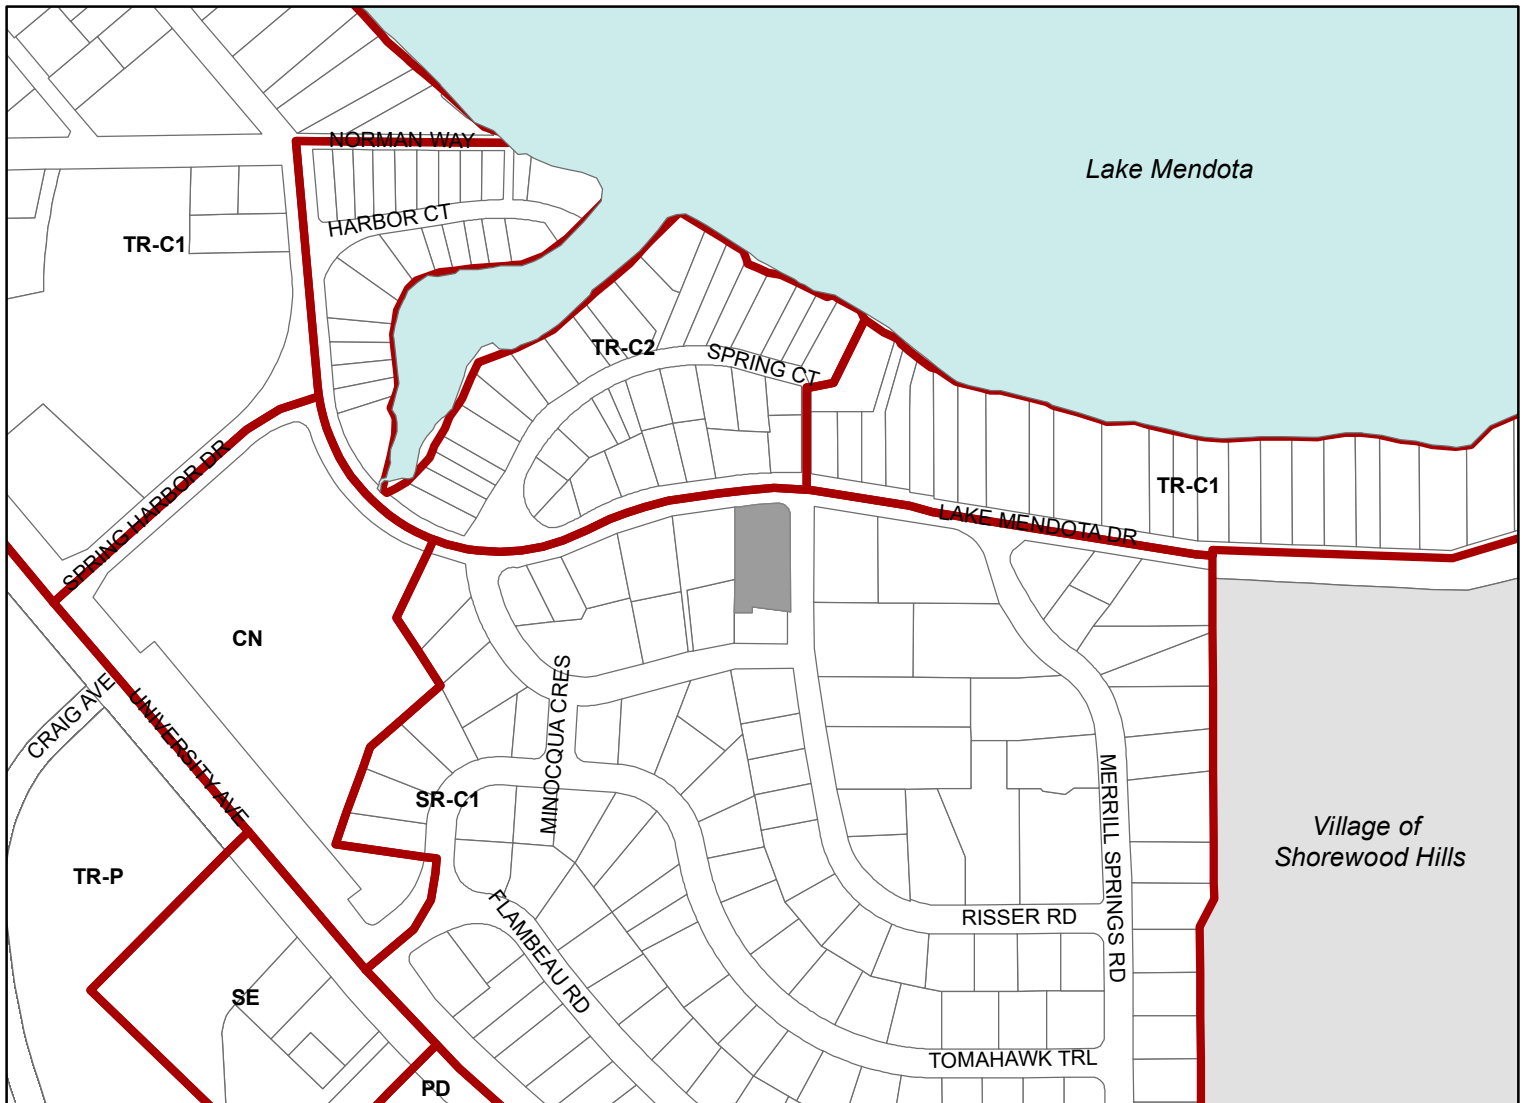 NORMAN WAY
Lake Mendota
HARBOR CT
TR-C1
TR-C2
SPRING CT
TR-C1
SPRING HARBOR DR
LAKE MENDOTA DR
CN
CRAIG AVE
UNIVERSITY AVE
MINOCQUA CRES
SR-C1
MERRILL SPRINGS RD
Village of
Shorewood Hills
TR-P
FLAMBEAU RD
RISSER RD
SE
TOMAHAWK TRL
PD